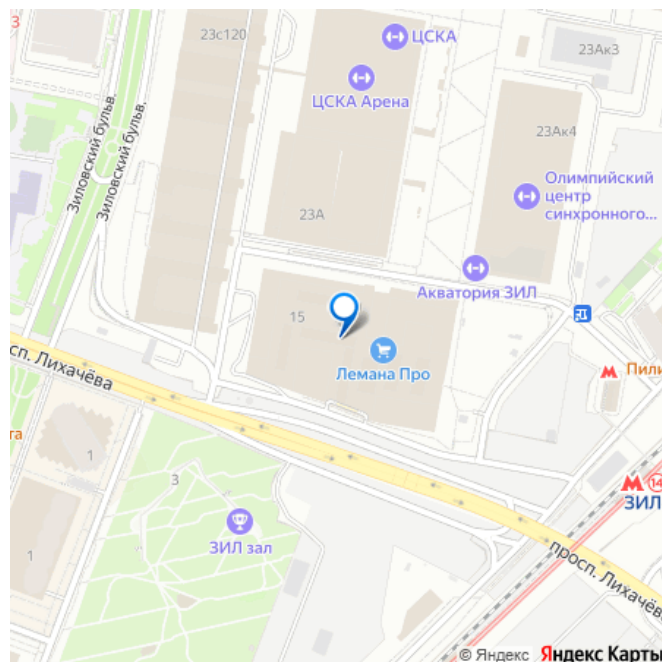 3
23с120
ЦСКА
23Ак3
ЦСКА Арена
Зиловский бульв.
Зиловский бульв.
23Ак4
Олимпийский
центр
синхронного...
23А
Акватория ЗИЛ
15
Лемана Про
просп. Лихачёва
Пили
1
3
14
ЗИЛ
ЗИЛ зал
1
просп. Лихачёва
© Яндекс Яндекс Карты